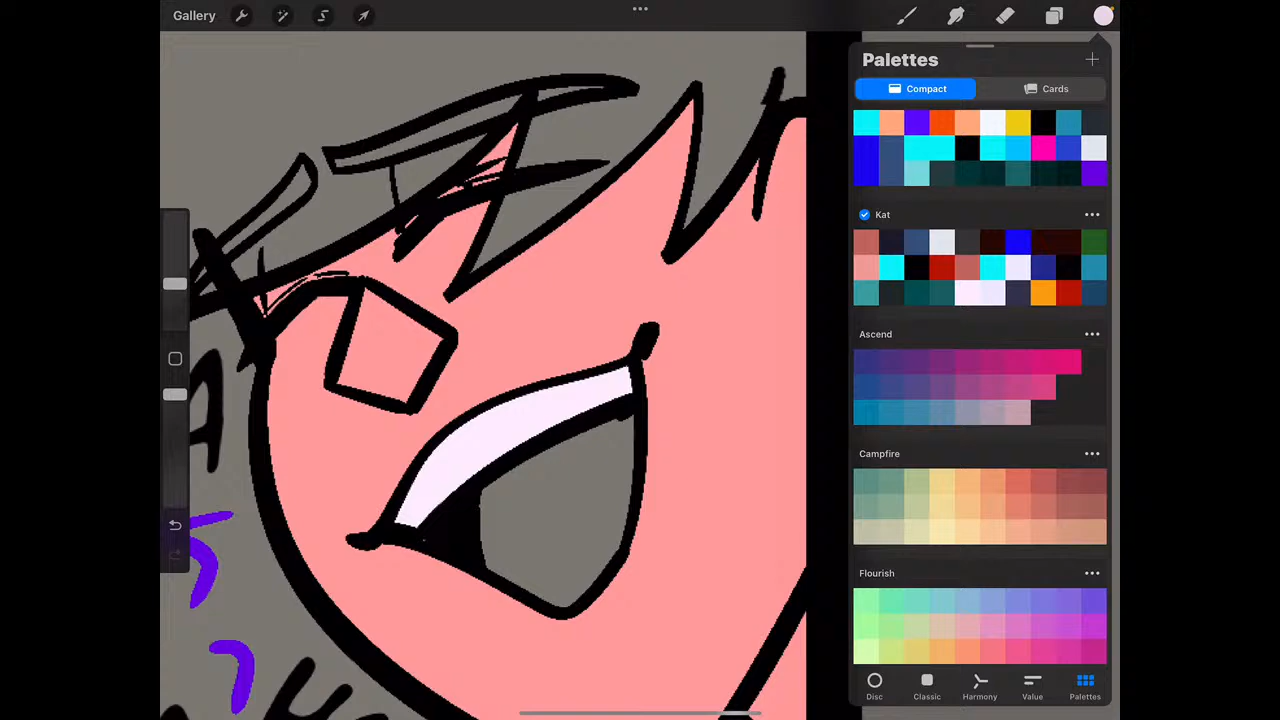 Gallery
Palettes
Compact
Cards
Kat
Ascend
Campfire
Flourish
Disc
Classic
Harmony
Value
Palettes
A